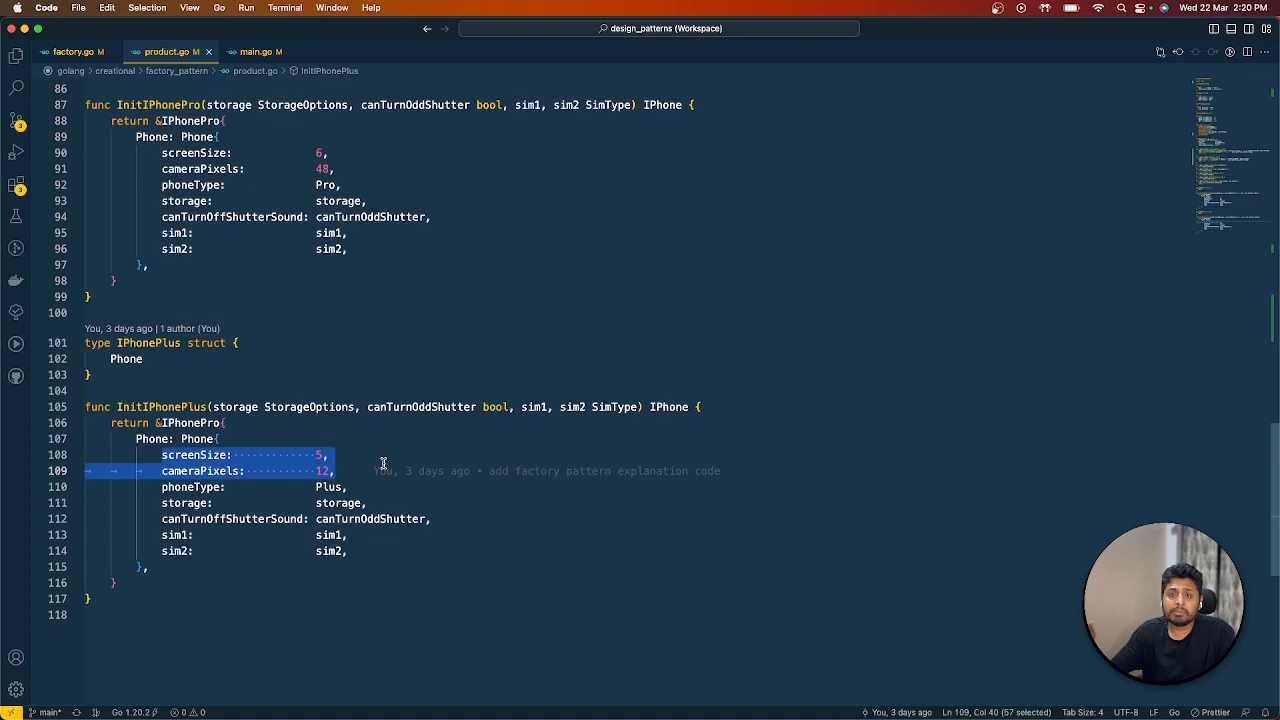 Code File Edit Selection View Go Run Terminal Window Help Wed 22 Mar 2:20 PM
design_patterns (Workspace)
factory.go M product.go M main.go M
golang > creational > factory_pattern > product.go > InitIPhonePlus
86
87 func InitIPhonePro(storage StorageOptions, canTurnOddShutter bool, sim1, sim2 SimType) IPhone {
88 return &IPhonePro{
89 Phone: Phone{
90 screenSize: 6,
91 cameraPixels: 48,
92 phoneType: Pro,
93 storage: storage,
94 canTurnOffShutterSound: canTurnOddShutter,
95 sim1: sim1,
96 sim2: sim2,
97 },
98 }
99 }
100
You, 3 days ago | 1 author (You)
101 type IPhonePlus struct {
102 Phone
103 }
104
105 func InitIPhonePlus(storage StorageOptions, canTurnOddShutter bool, sim1, sim2 SimType) IPhone {
106 return &IPhonePro{
107 Phone: Phone{
108 screenSize: 5,
109 cameraPixels: 12, You, 3 days ago • add factory pattern explanation code
110 phoneType: Plus,
111 storage: storage,
112 canTurnOffShutterSound: canTurnOddShutter,
113 sim1: sim1,
114 sim2: sim2,
115 },
116 }
117 }
118
3
3
main* Go 1.20.2 0 0 You, 3 days ago Ln 109, Col 40 (57 selected) Tab Size: 4 UTF-8 LF Go Prettier